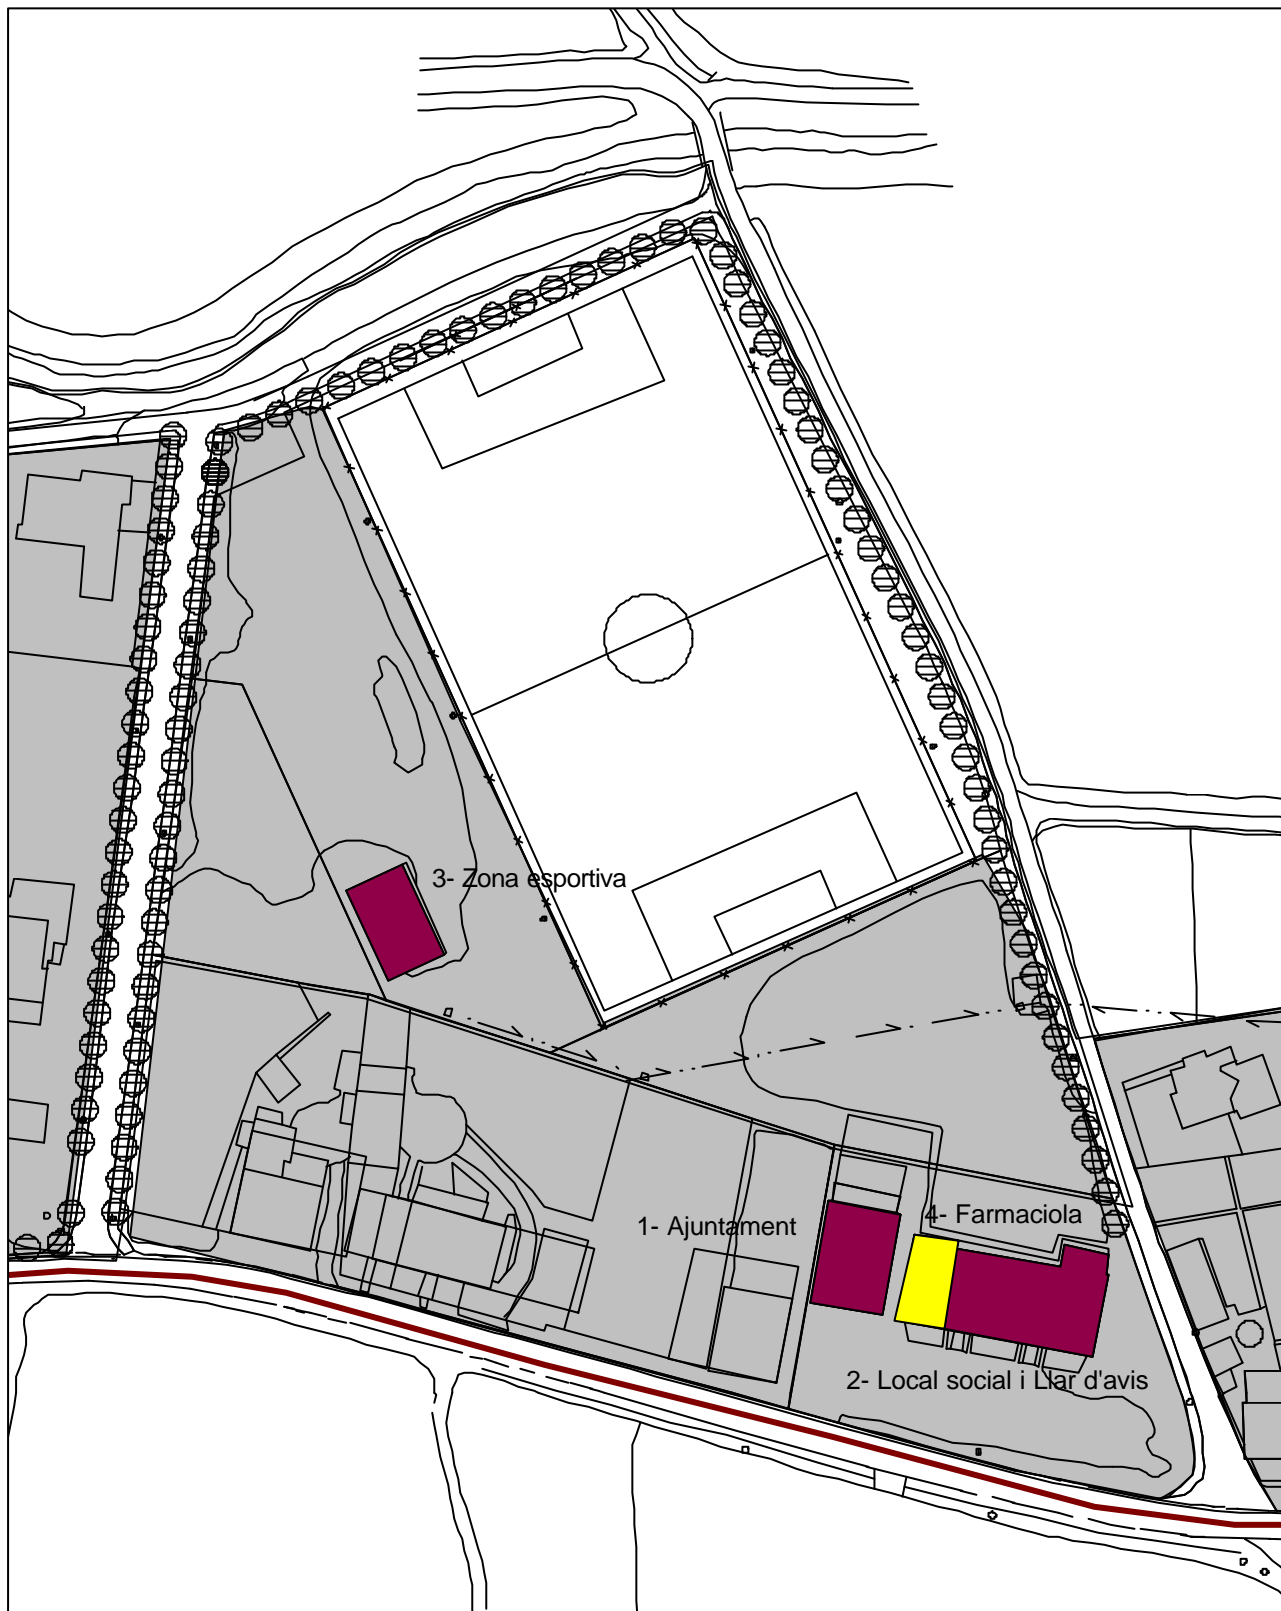 3- Zona esportiva
4- Farmaciola
1- Ajuntament
2- Local social i Llar d'avis